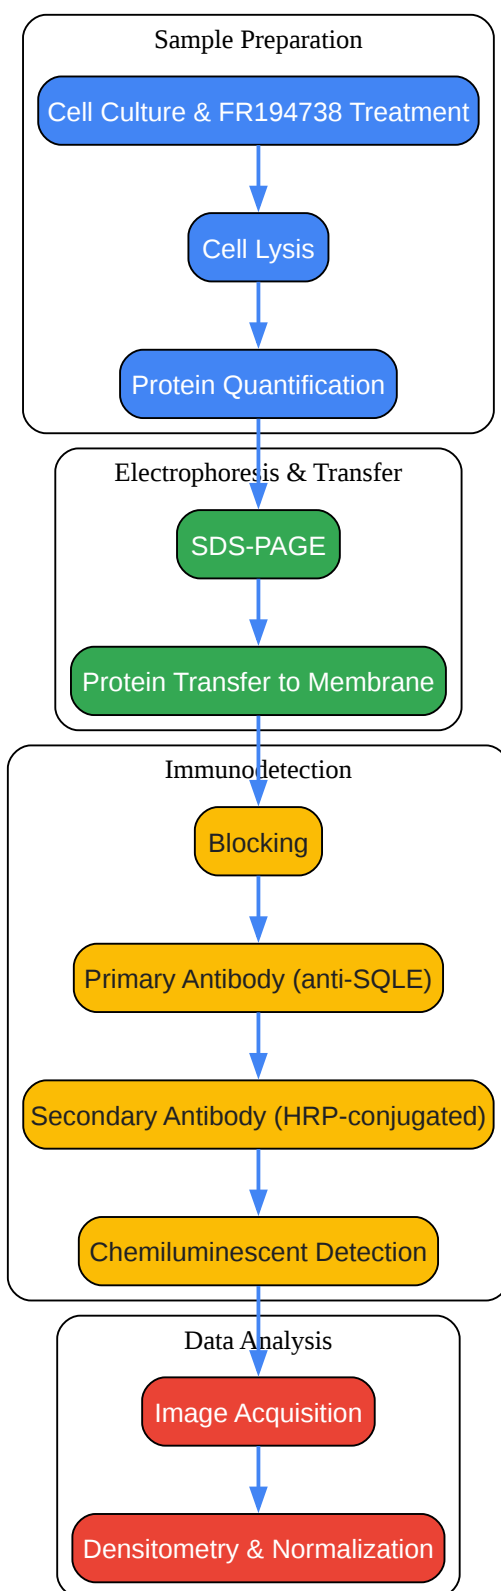 Sample Preparation
Cell Culture & FR194738 Treatment
Cell Lysis
Protein Quantification
Electrophoresis & Transfer
SDS-PAGE
Protein Transfer to Membrane
Immunodetection
Blocking
Primary Antibody (anti-SQLE)
Secondary Antibody (HRP-conjugated)
Chemiluminescent Detection
Data Analysis
Image Acquisition
Densitometry & Normalization